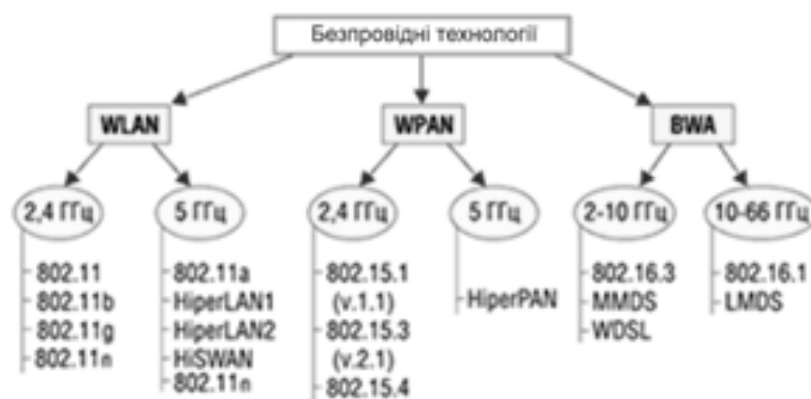 Безпровідні технології
WLAN
WPAN
BWA
2,4 ГГц
5 ГГц
2,4 ГГц
5 ГГц
2-10 ГГц
10-66 ГГц
802.11
802.11b
802.11g
802.11n
802.11a
HiperLAN1
HiperLAN2
HiSWAN
802.11n
802.15.1
(v.1.1)
802.15.3
(v.2.1)
802.15.4
HiperPAN
802.16.3
MMDS
WDSL
802.16.1
LMDS